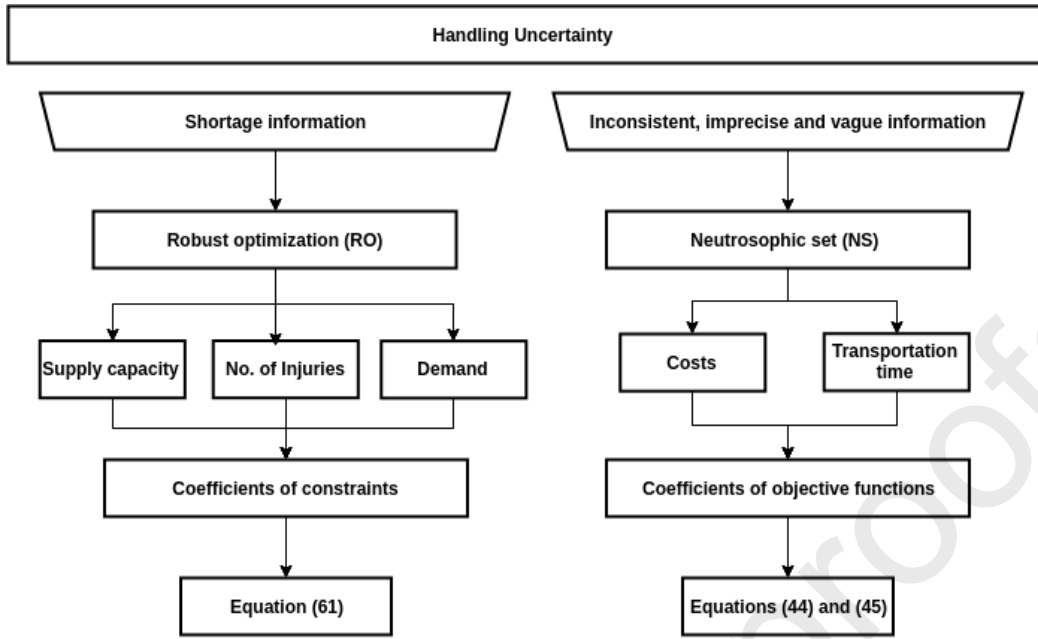 Handling Uncertainty
Shortage information
Inconsistent, imprecise and vague information
Robust optimization (RO)
Neutrosophic set (NS)
Supply capacity
No. of Injuries
Demand
Costs
Transportation
time
Coefficients of constraints
Coefficients of objective functions
Equation (61)
Equations (44) and (45)